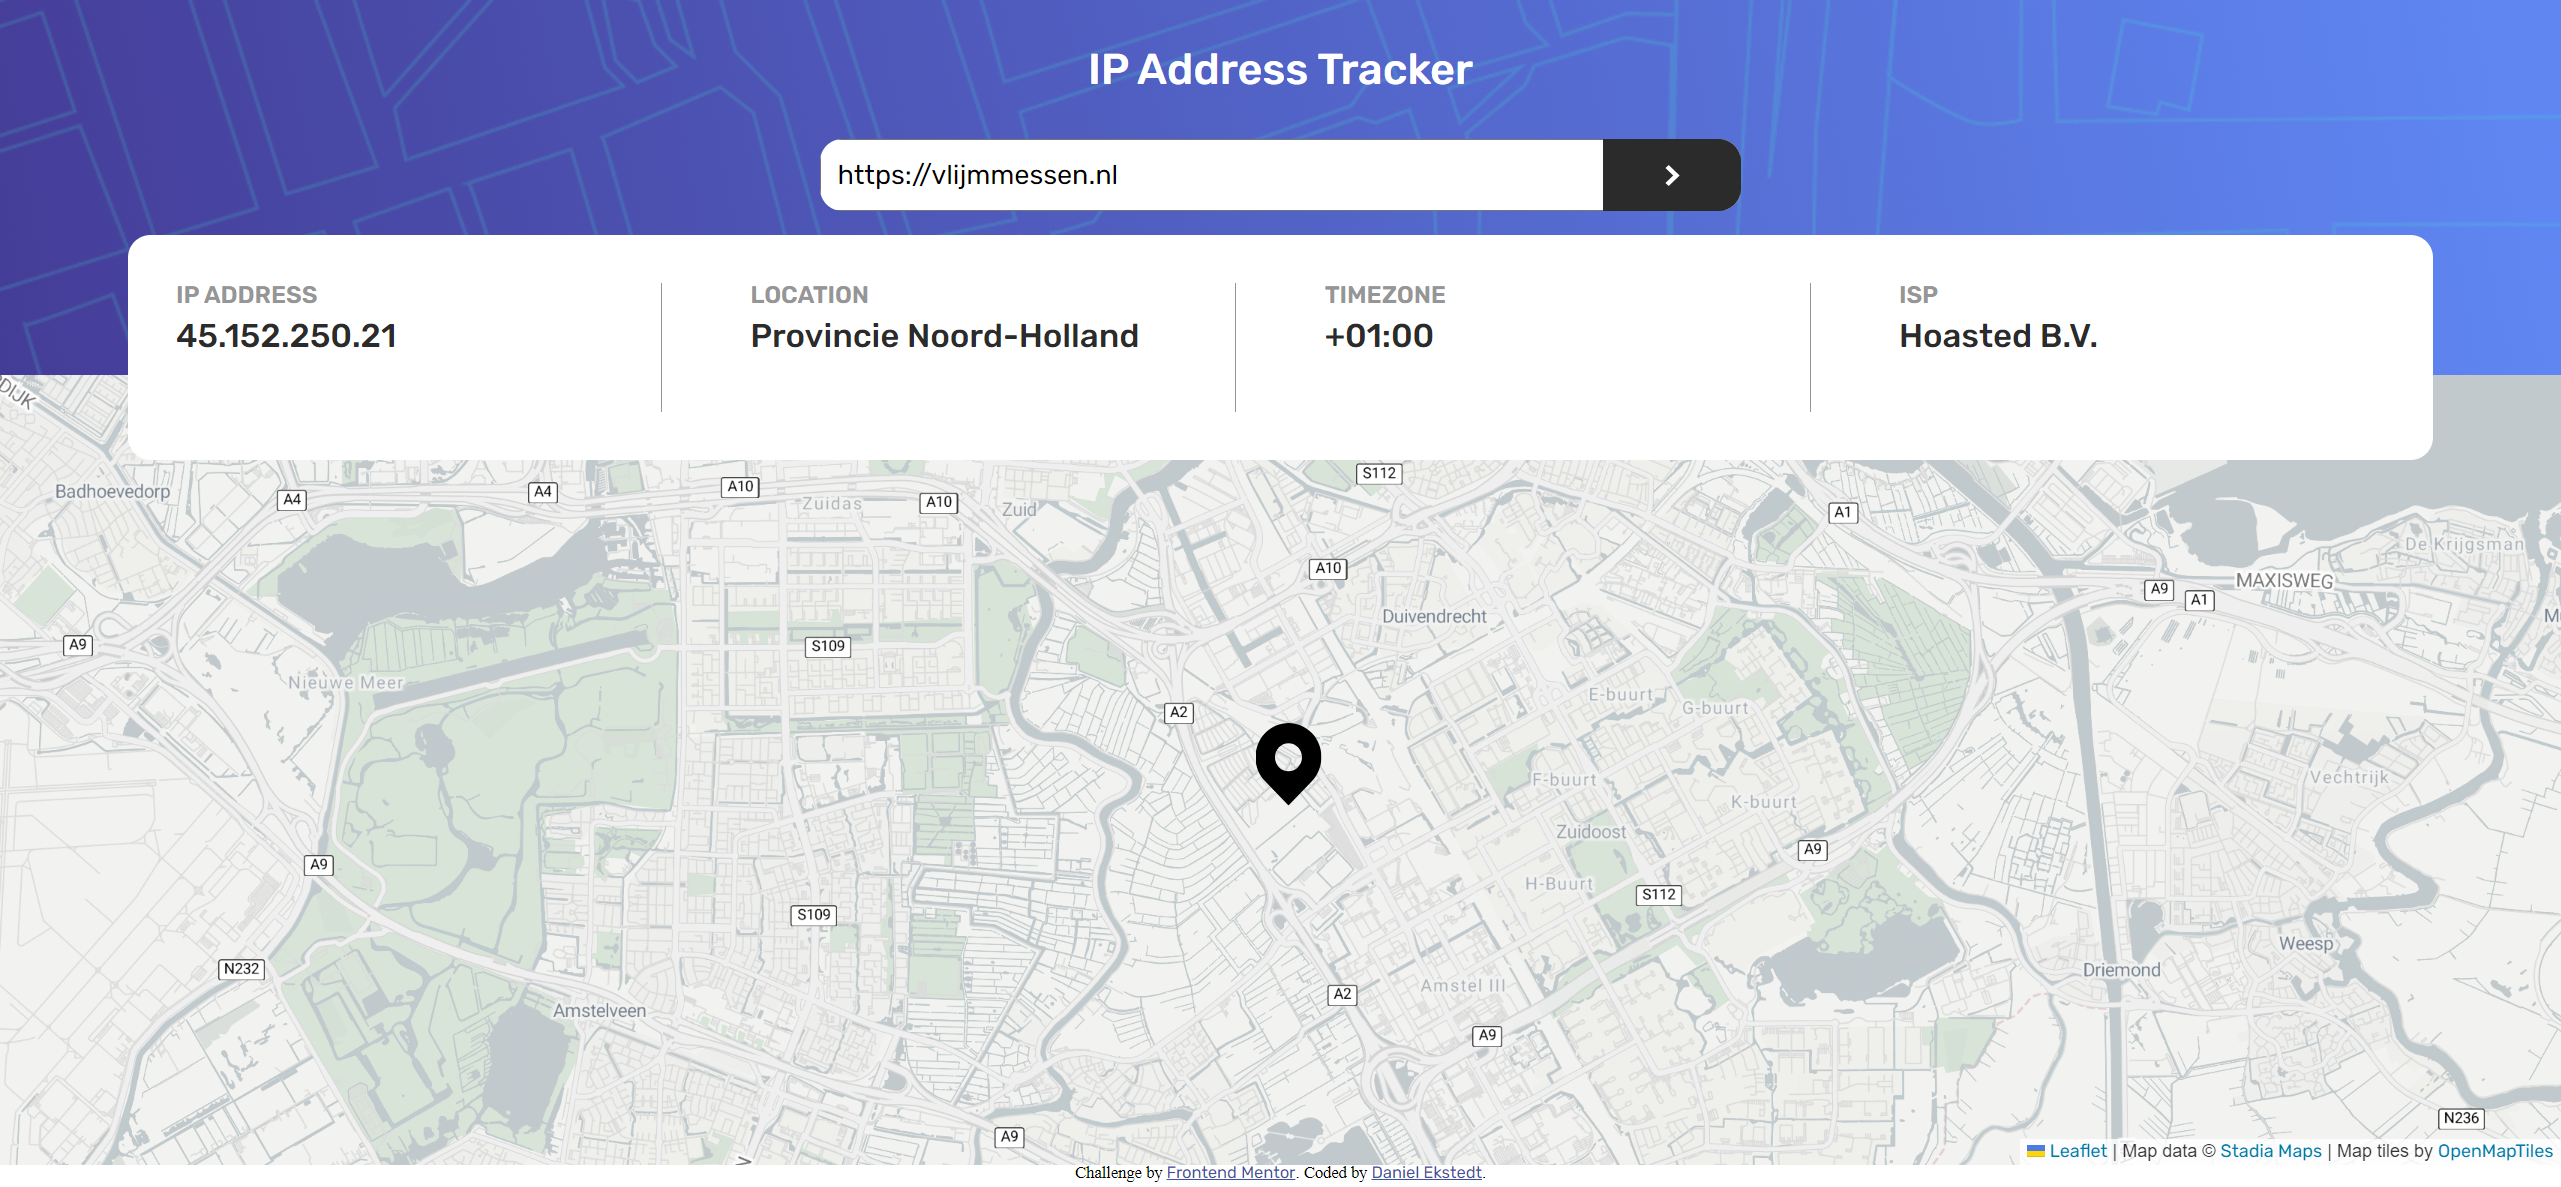 IP Address Tracker
https://vlijmmessen.nl
IP ADDRESS
45.152.250.21
LOCATION
Provincie Noord-Holland
TIMEZONE
+01:00
ISP
Hoasted B.V.
DIJK
S112
A10
A4
Badhoevedorp
A4
A10
Zuidas
Zuid
A1
De Krijgsman
A10
MAXISWEG
A9
A1
Duivendrecht
A9
S109
Nieuwe Meer
E-buurt
G-buurt
A2
F-buurt
Vechtrijk
K-buurt
Zuidoost
A9
A9
H-Buurt
S112
S109
Weesp
N232
Driemond
Amstel III
A2
Amstelveen
A9
N236
A9
Leaflet | Map data © Stadia Maps | Map tiles by OpenMapTiles
Challenge by Frontend Mentor. Coded by Daniel Ekstedt.